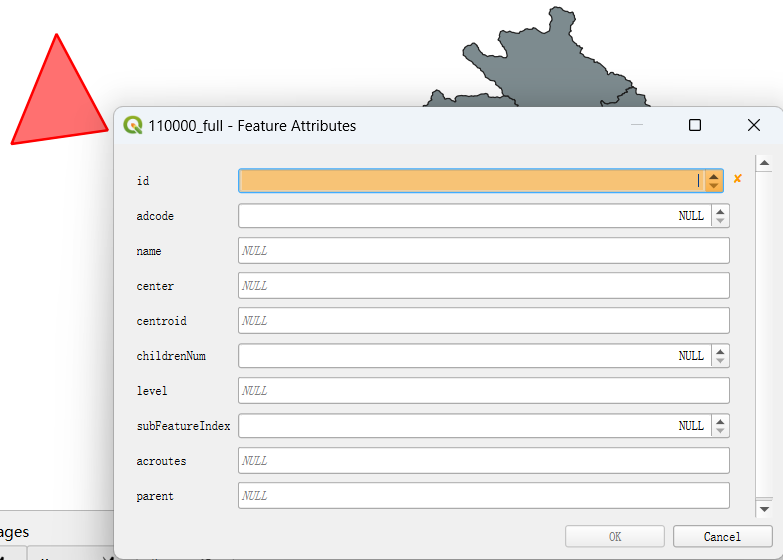 110000_full - Feature Attributes
id
adcode NULL
name NULL
center NULL
centroid NULL
childrenNum NULL
level NULL
subFeatureIndex NULL
acroutes NULL
parent NULL
ages
OK Cancel